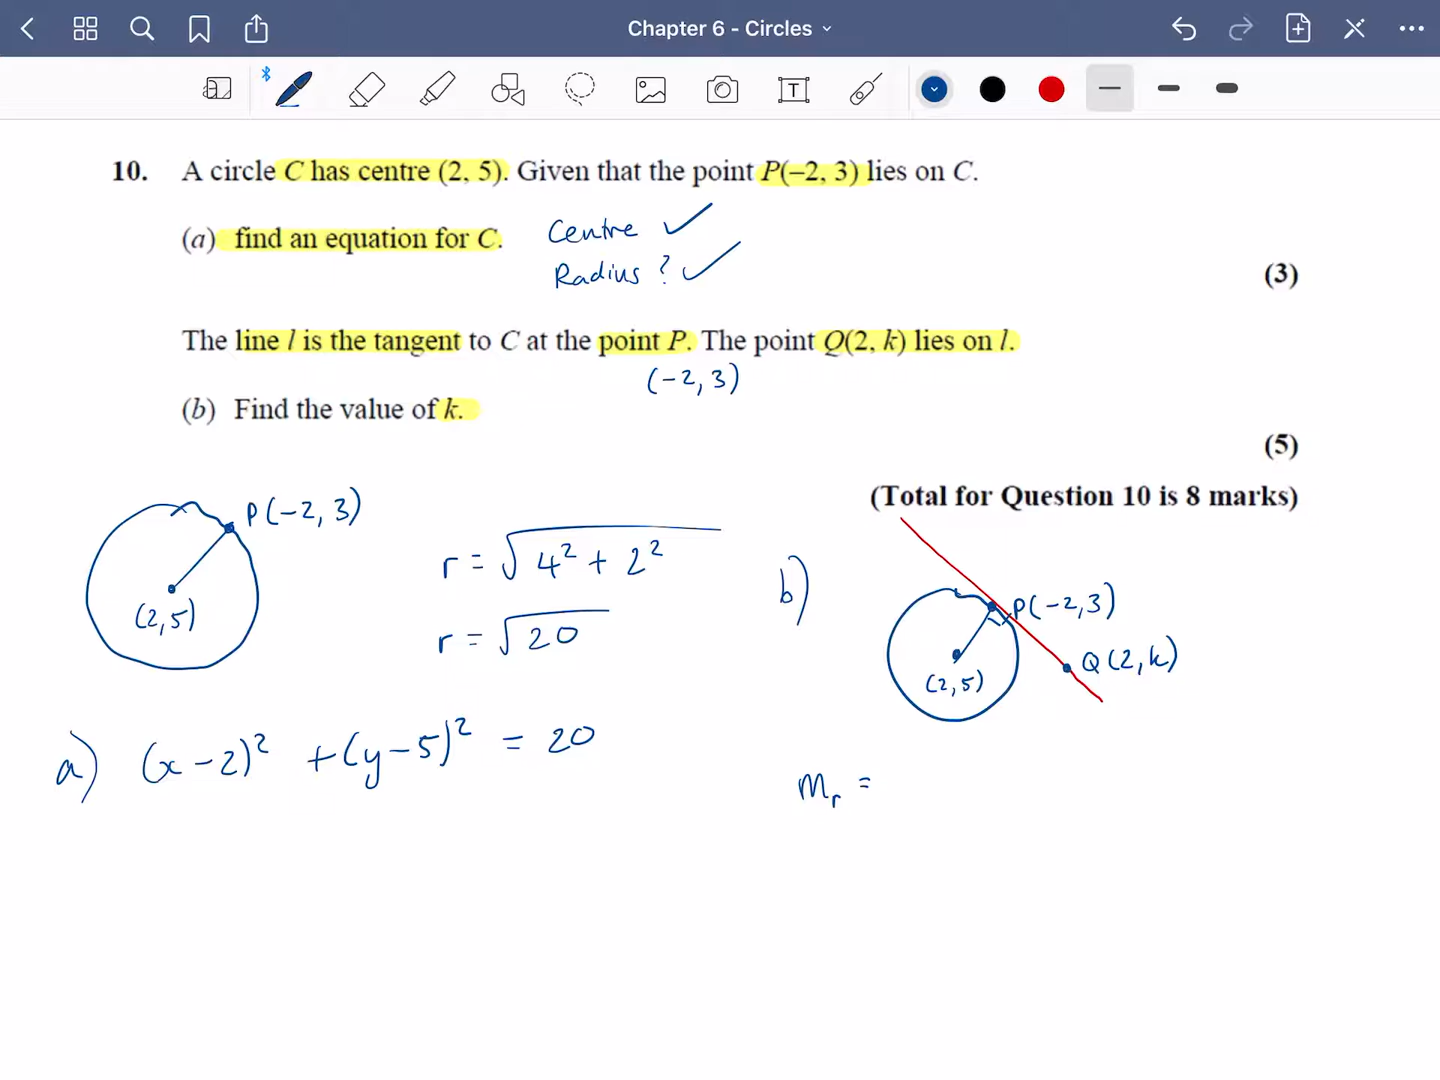 Chapter 6 - Circles
T
10. A circle C has centre (2, 5). Given that the point P(−2, 3) lies on C.
(a) find an equation for C.
Centre ✓
Radius ? ✓
(3)
The line l is the tangent to C at the point P. The point Q(2, k) lies on l.
(−2, 3)
(b) Find the value of k.
(5)
(Total for Question 10 is 8 marks)
P(−2, 3)
(2,5)
r = √4² + 2²
r = √20
a) (x − 2)² + (y − 5)² = 20
b)
P(−2,3)
Q(2,k)
(2,5)
mᵣ =